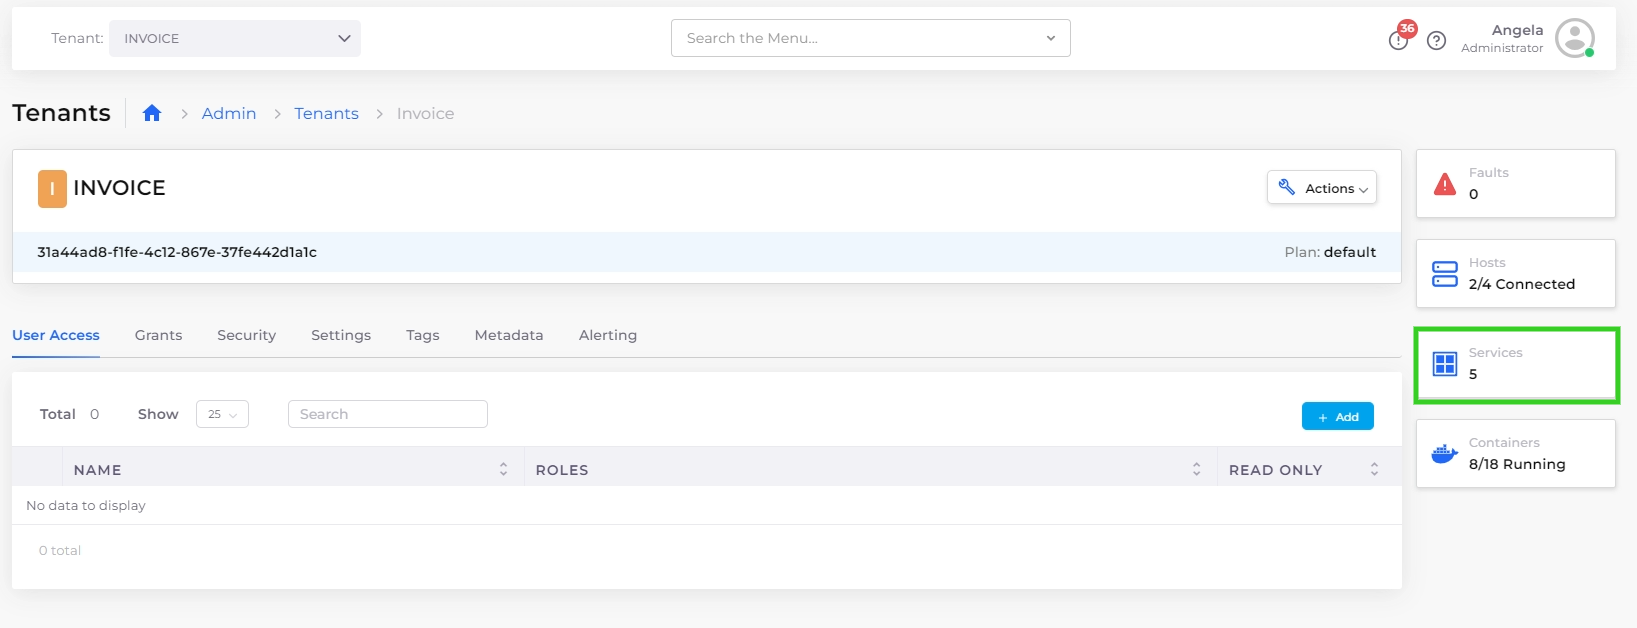 Tenant: INVOICE Search the Menu... 36 Angela
Administrator
Tenants Admin Tenants Invoice
I INVOICE Actions
31a44ad8-f1fe-4c12-867e-37fe442d1a1c Plan: default
Faults
0
Hosts
2/4 Connected
Services
5
Containers
8/18 Running
User Access Grants Security Settings Tags Metadata Alerting
Total 0 Show 25 Search + Add
NAME ROLES READ ONLY
No data to display
0 total